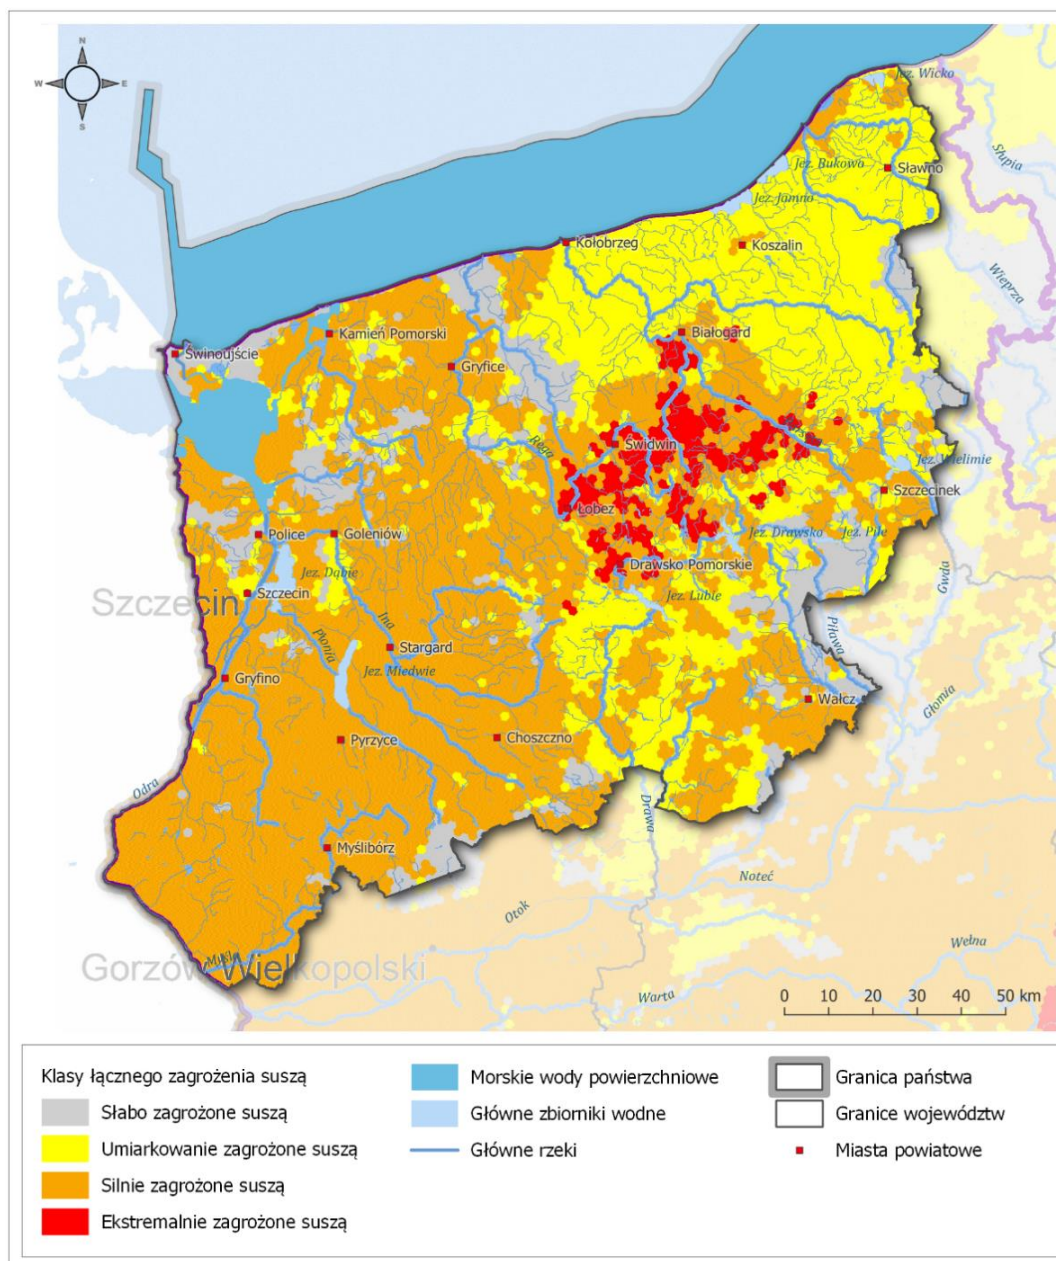 N
W E
S
Jez. Wicko
Słupia
Jez. Bukowo
Sławno
Jez. Jamno
Kołobrzeg
Koszalin
Wieprza
Kamień Pomorski
Białogard
Świnoujście
Gryfice
Rega
Świdwin
Parsęta
Jez. Wielimie
Szczecinek
Łobez
Police
Goleniów
Jez. Drawsko
Jez. Pile
Jez. Dąbie
Drawsko Pomorskie
Gwda
Szczecin
Szczecin
Jez. Lubie
Ina
Płonia
Stargard
Piława
Jez. Miedwie
Gryfino
Wałcz
Głomia
Pyrzyce
Choszczno
Odra
Drawa
Myślibórz
Noteć
Otok
Wełna
Myśla
Gorzów Wielkopolski
Warta
0 10 20 30 40 50 km
Klasy łącznego zagrożenia suszą
Słabo zagrożone suszą
Umiarkowanie zagrożone suszą
Silnie zagrożone suszą
Ekstremalnie zagrożone suszą
Morskie wody powierzchniowe
Główne zbiorniki wodne
Główne rzeki
Granica państwa
Granice województw
Miasta powiatowe